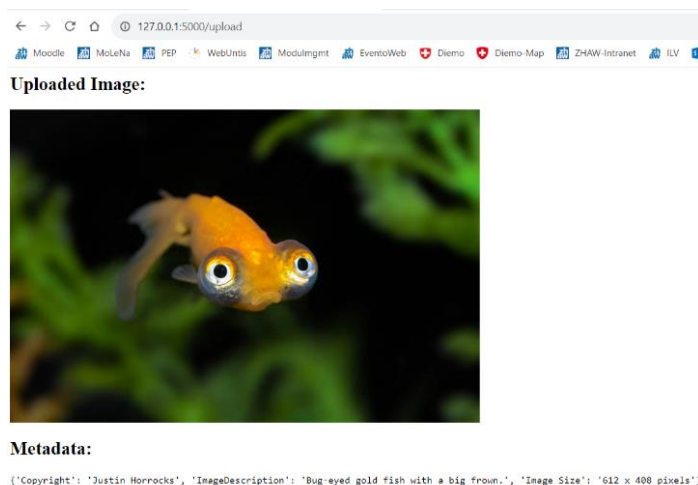 127.0.0.1:5000/upload
Moodle MoLeNa PEP WebUntis Modulmgmt EventoWeb Diemo Diemo-Map ZHAW-Intranet ILV
Uploaded Image:
Metadata:
{'Copyright': 'Justin Horrocks', 'ImageDescription': 'Bug-eyed gold fish with a big frown.', 'Image Size': '612 x 408 pixels'